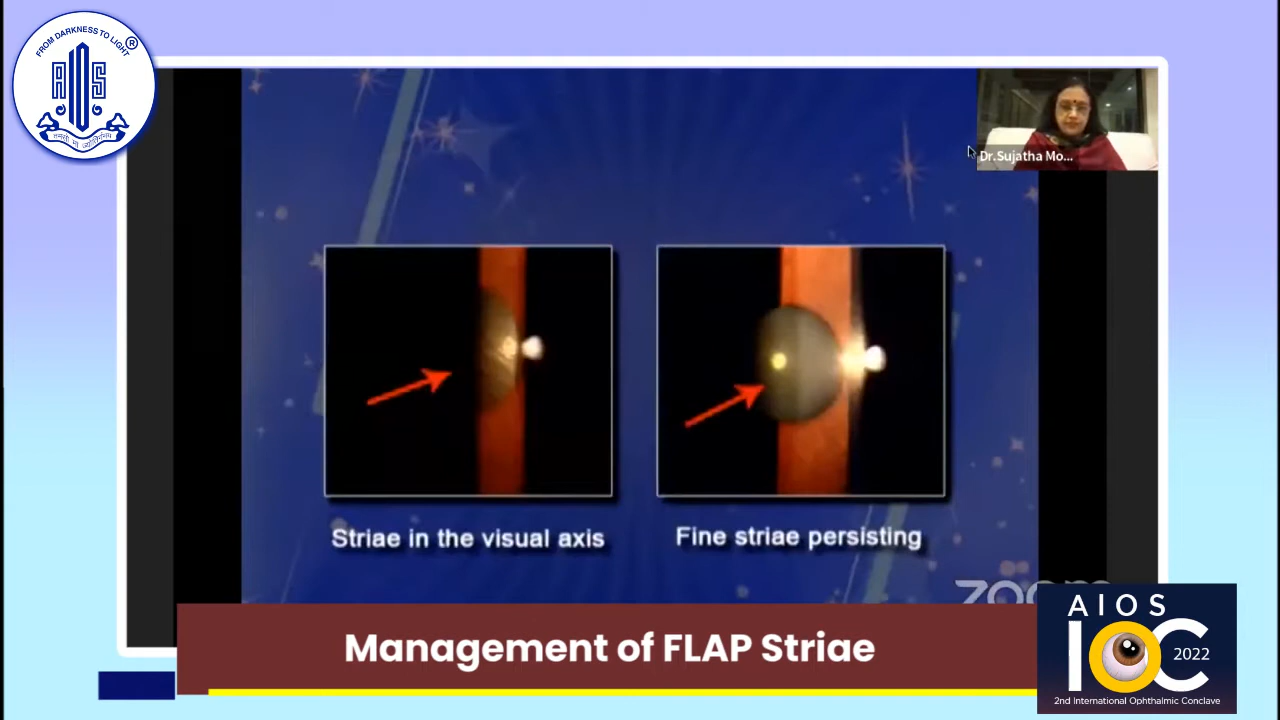 FROM DARKNESS TO LIGHT
®
AIOS
Dr.Sujatha Mo...
Striae in the visual axis
Fine striae persisting
zoom
Management of FLAP Striae
AIOS
IOC
2022
2nd International Ophthalmic Conclave